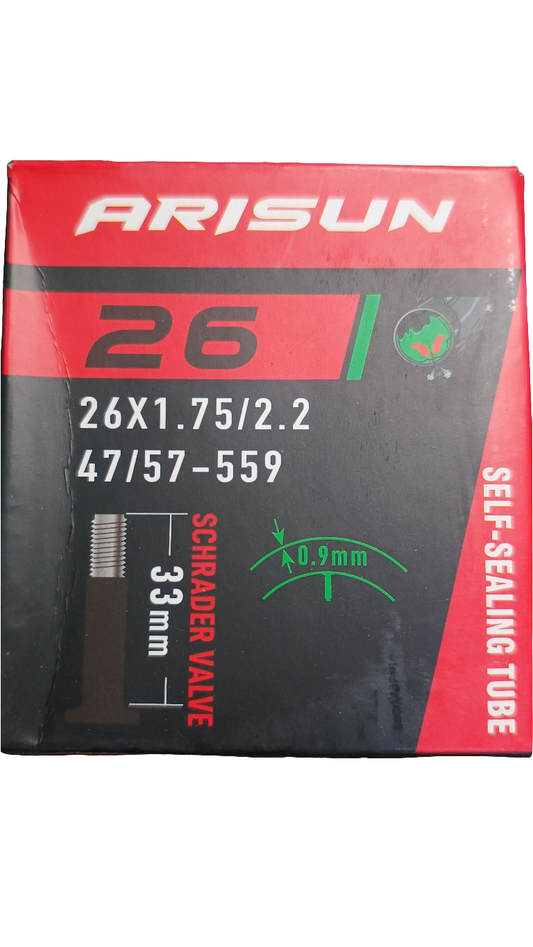 ARISUN
26
26X1.75/2.2
47/57-559
SCHRADER VALVE
33mm
0.9mm
SELF-SEALING TUBE